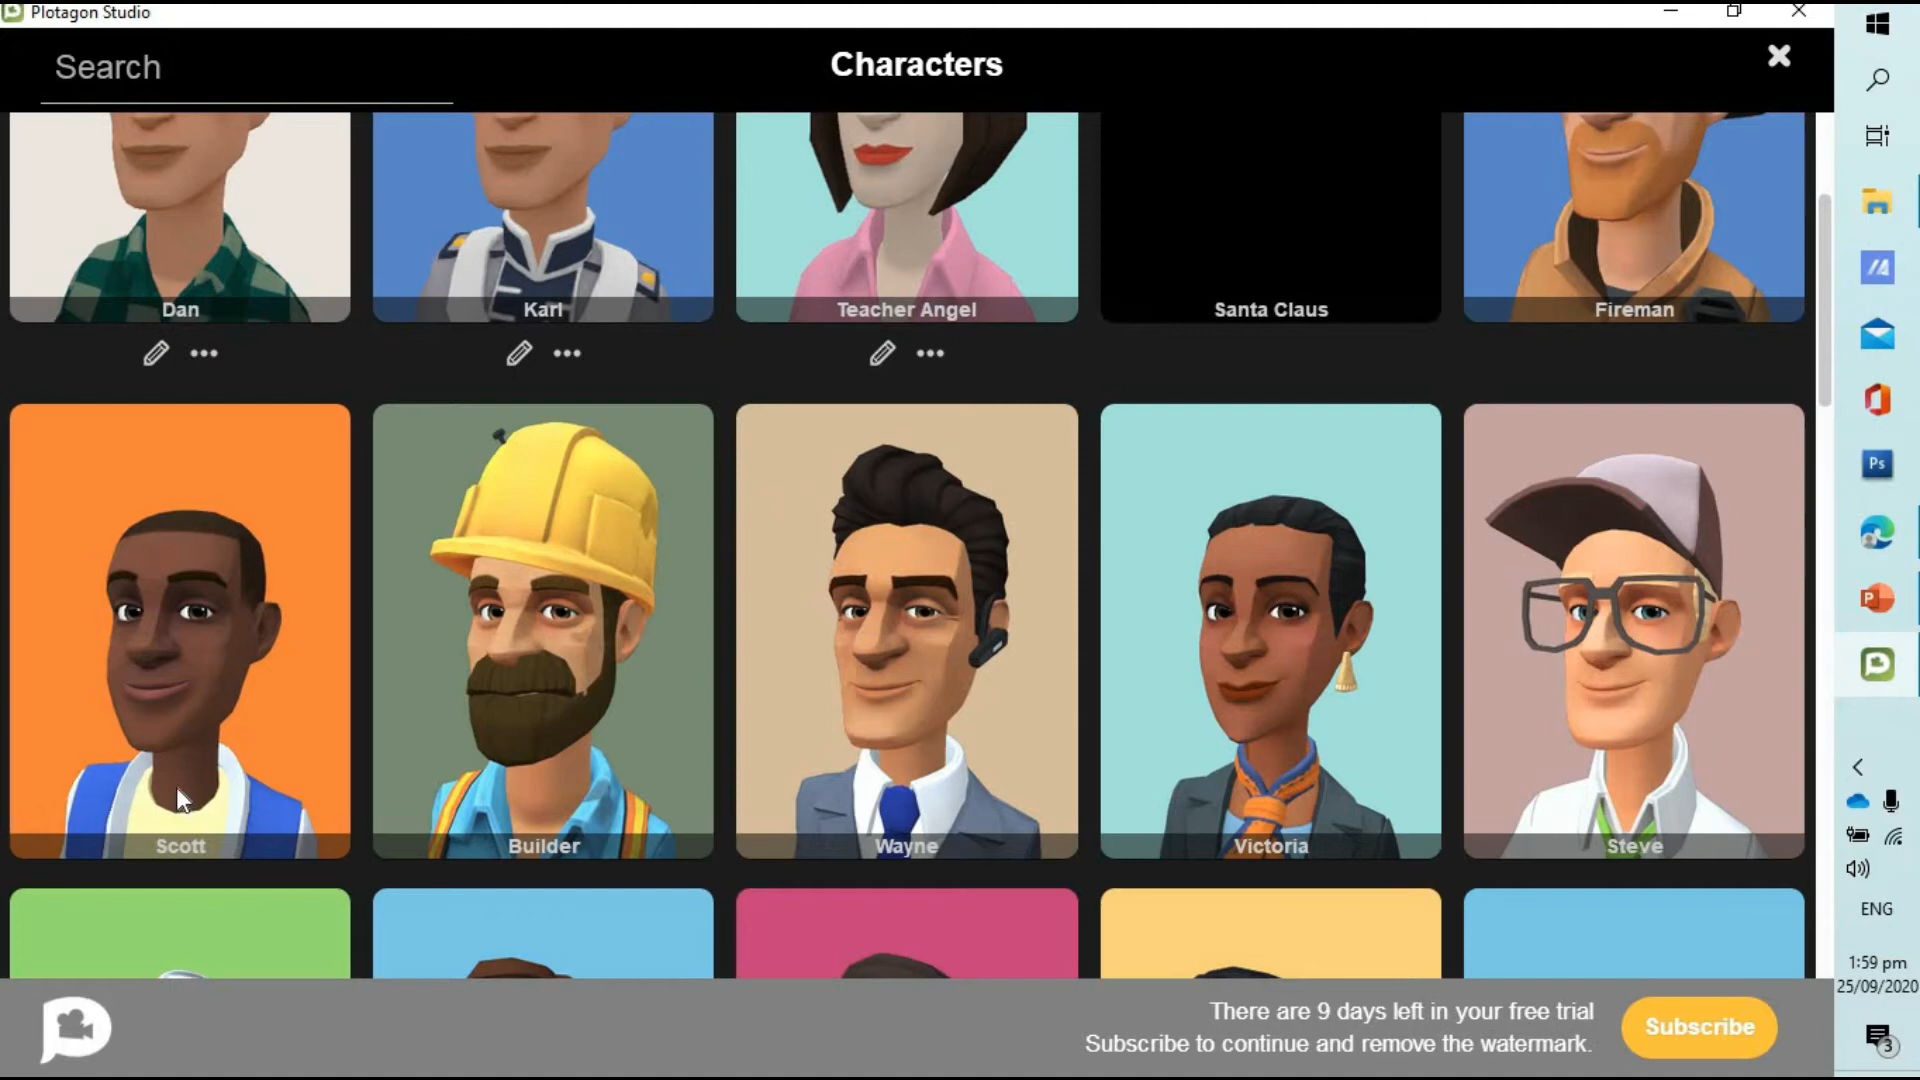 Plotagon Studio
Search
Characters
Dan
Karl
Teacher Angel
Santa Claus
Fireman
Scott
Builder
Wayne
Victoria
Steve
There are 9 days left in your free trial
Subscribe to continue and remove the watermark.
Subscribe
Ps
P
ENG
1:59 pm
25/09/2020
3